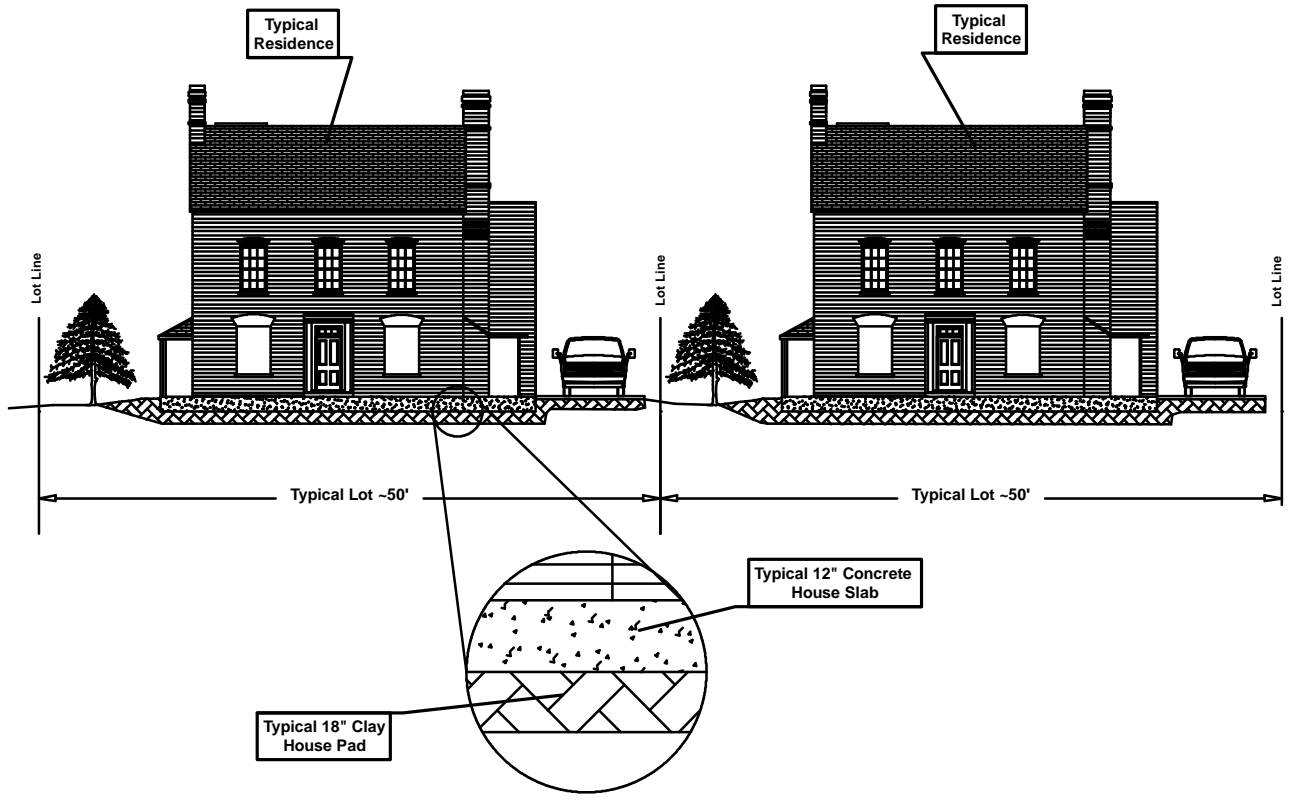 Typical
Residence
Typical
Residence
Lot Line
Lot Line
Lot Line
Typical Lot ~50'
Typical Lot ~50'
Typical 12" Concrete
House Slab
Typical 18" Clay
House Pad